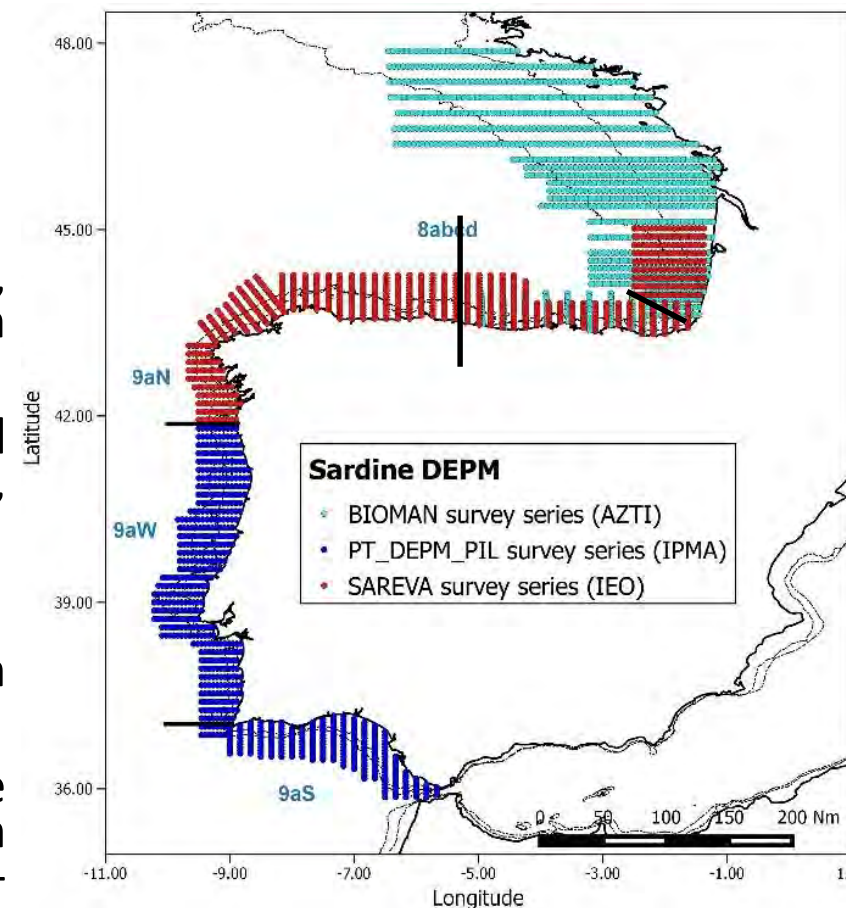 48.00
45.00
42.00
39.00
36.00
Latitude
8abcd
9aN
9aW
9aS
Sardine DEPM
BIOMAN survey series (AZTI)
PT_DEPM_PIL survey series (IPMA)
SAREVA survey series (IEO)
0 50 100 150 200 Nm
-11.00 -9.00 -7.00 -5.00 -3.00 -1.00
Longitude